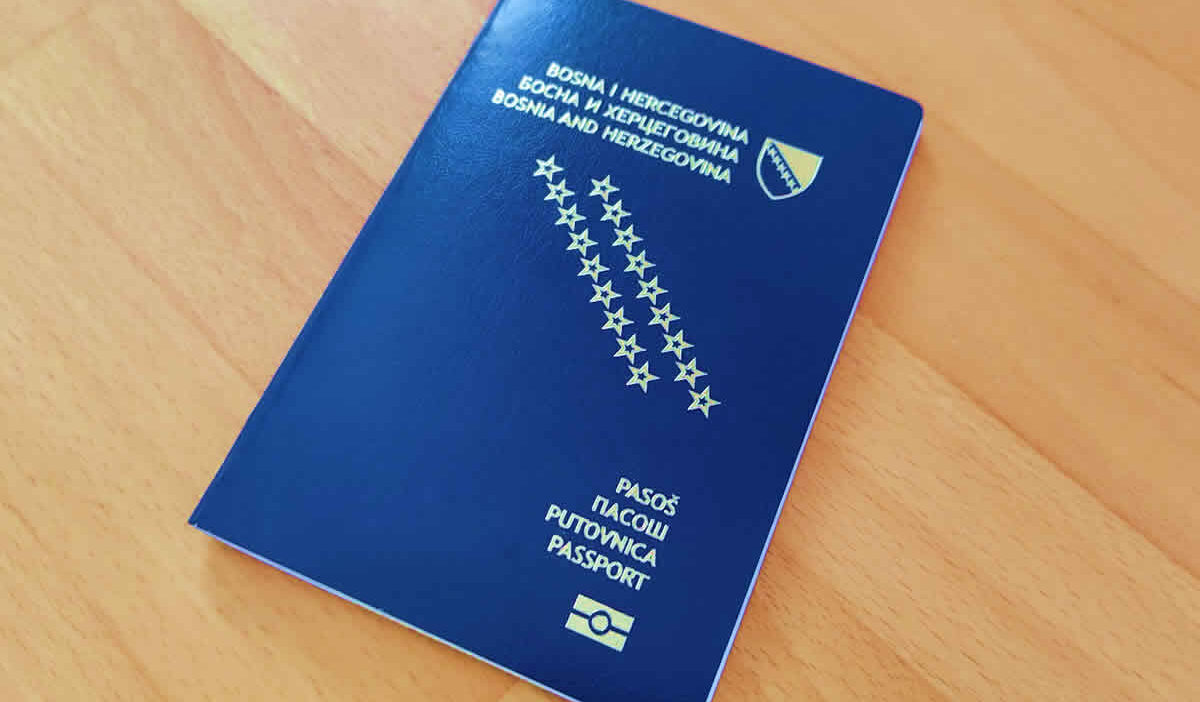 BOSNA I HERCEGOVINA
БОСНА И ХЕРЦЕГОВИНА
BOSNIA AND HERZEGOVINA
PASOŠ
ПАСОШ
PUTOVNICA
PASSPORT